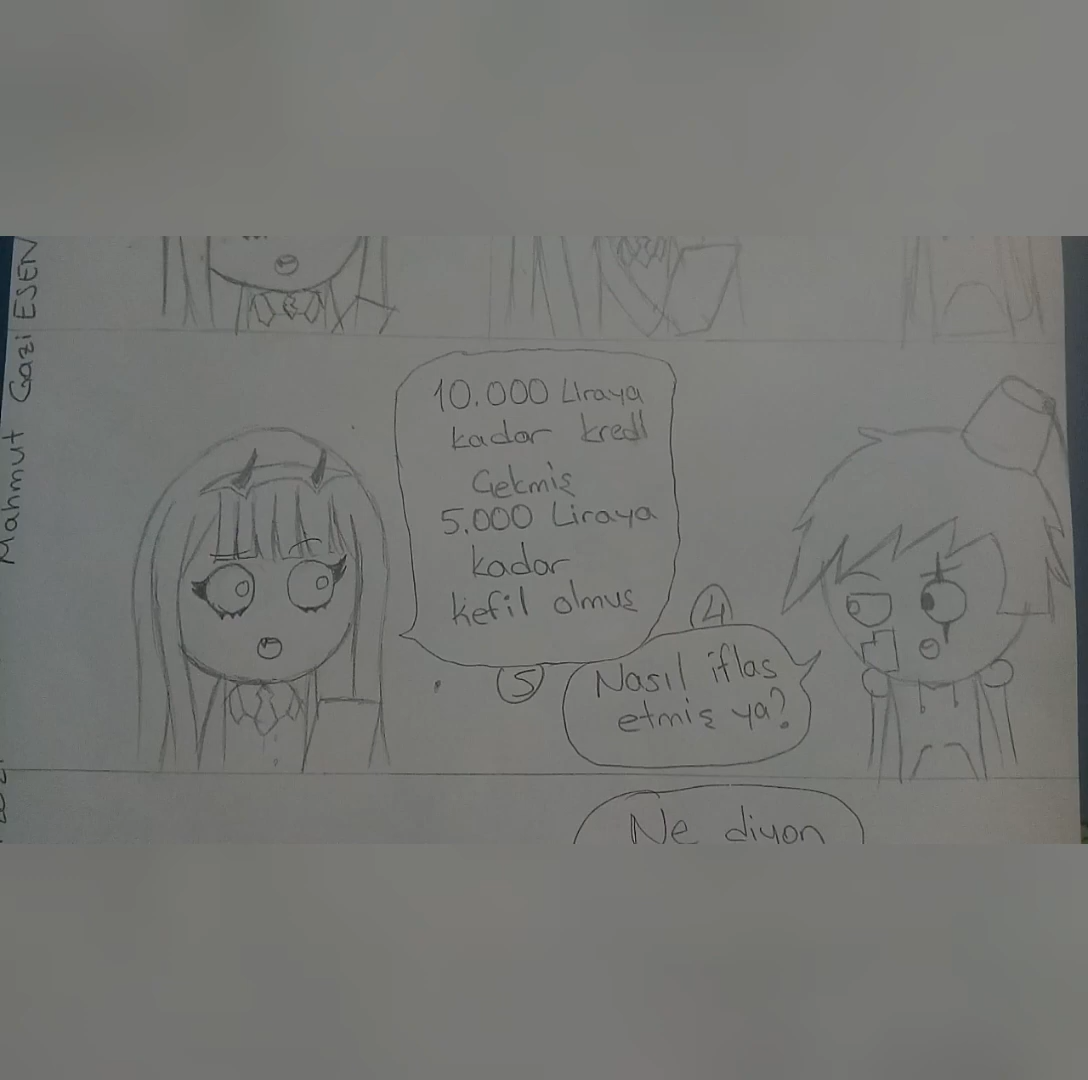 Mahmut Gazi ESEN
10.000 Liraya
kadar kredi
Çekmiş
5.000 Liraya
kadar
kefil olmuş
5
4
Nasıl iflas
etmiş ya?
Ne diyon